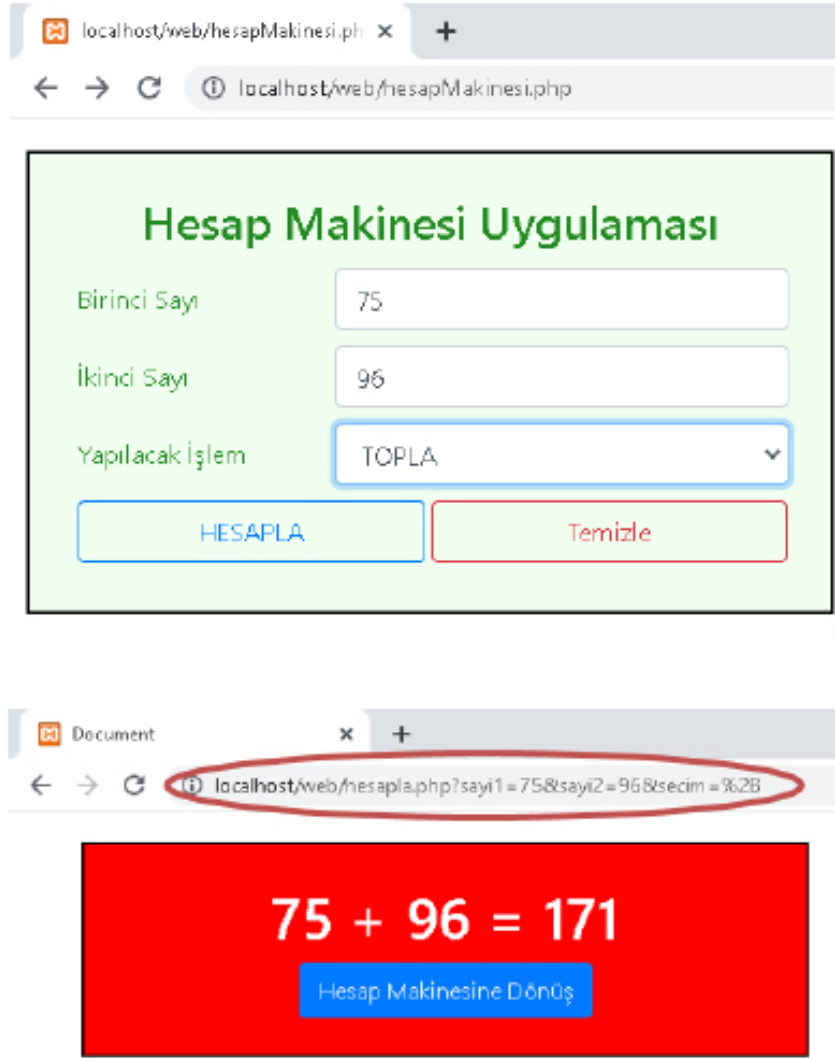 localhost/web/hesapMakinesi.ph
localhost/web/hesapMakinesi.php
Hesap Makinesi Uygulaması
Birinci Sayı 75
İkinci Sayı 96
Yapılacak İşlem TOPLA
HESAPLA Temizle
Document
localhost/web/hesapla.php?sayi1=75&sayi2=96&secim=%2B
75 + 96 = 171
Hesap Makinesine Dönüş